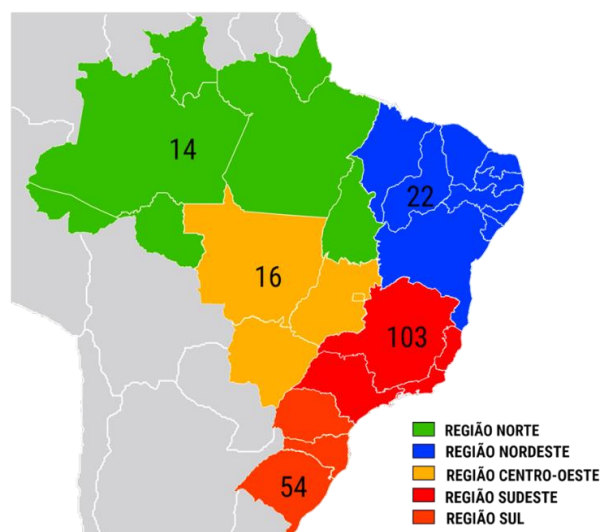 14
22
16
103
54
REGIÃO NORTE
REGIÃO NORDESTE
REGIÃO CENTRO-OESTE
REGIÃO SUDESTE
REGIÃO SUL